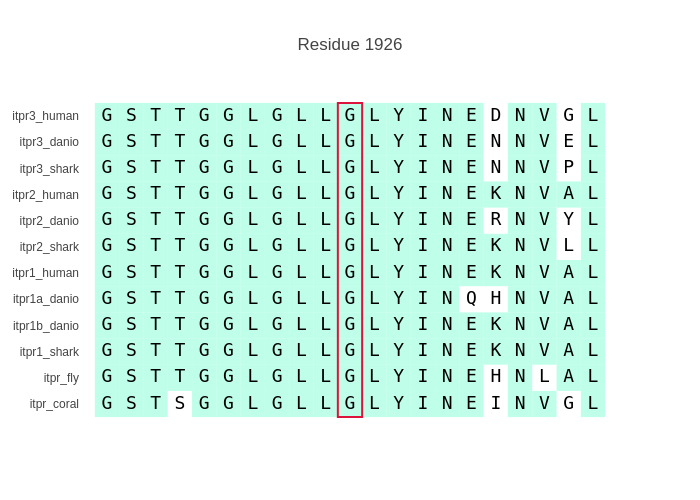 Residue 1926
itpr3_human G S T T G G L G L L G L Y I N E D N V G L
itpr3_danio G S T T G G L G L L G L Y I N E N N V E L
itpr3_shark G S T T G G L G L L G L Y I N E N N V P L
itpr2_human G S T T G G L G L L G L Y I N E K N V A L
itpr2_danio G S T T G G L G L L G L Y I N E R N V Y L
itpr2_shark G S T T G G L G L L G L Y I N E K N V L L
itpr1_human G S T T G G L G L L G L Y I N E K N V A L
itpr1a_danio G S T T G G L G L L G L Y I N Q H N V A L
itpr1b_danio G S T T G G L G L L G L Y I N E K N V A L
itpr1_shark G S T T G G L G L L G L Y I N E K N V A L
itpr_fly G S T T G G L G L L G L Y I N E H N L A L
itpr_coral G S T S G G L G L L G L Y I N E I N V G L